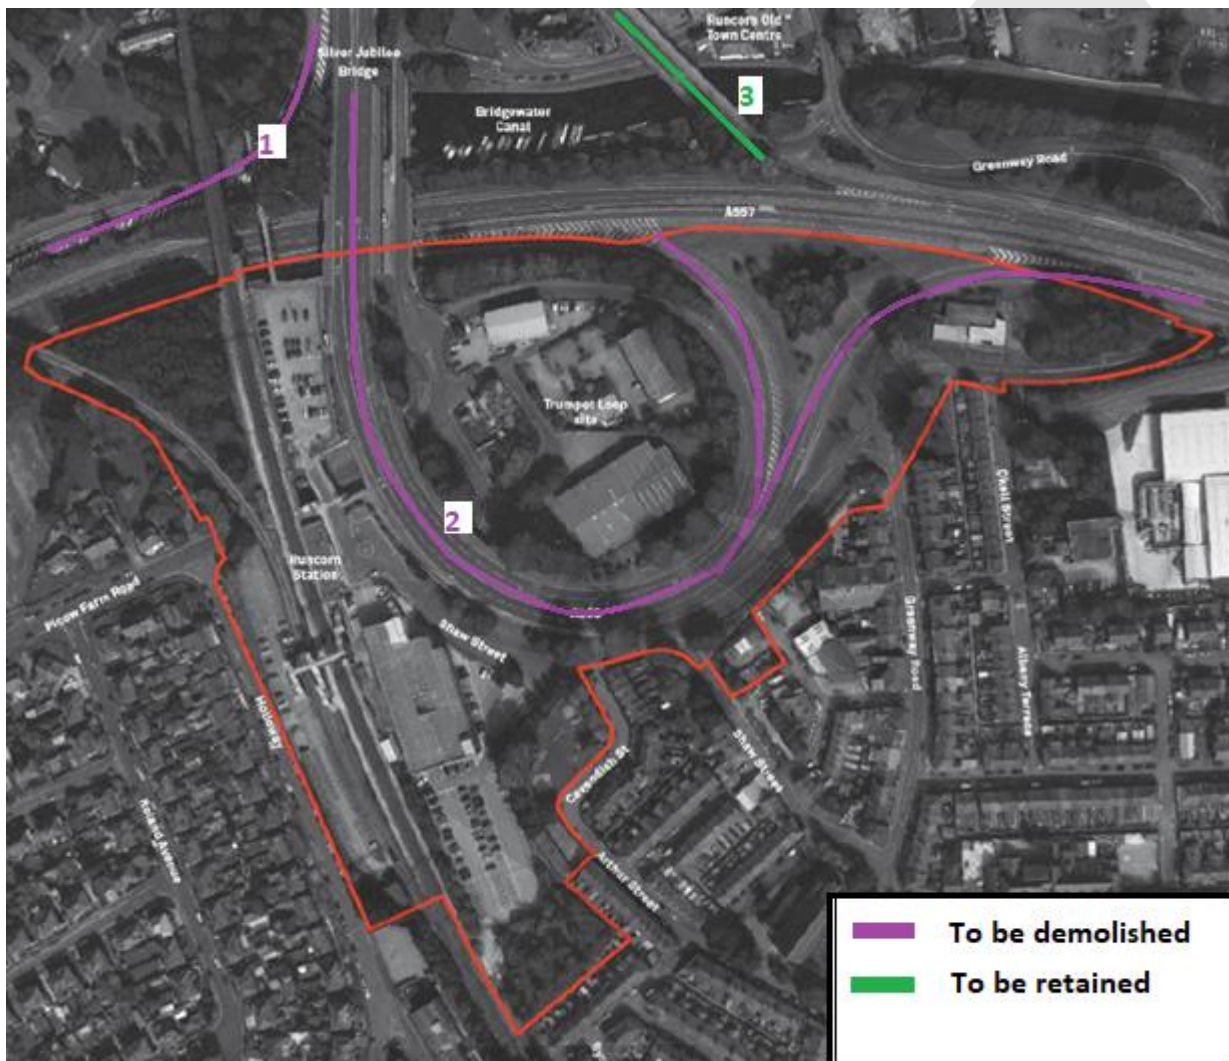 Silver Jubilee
Bridge
Runcorn Old
Town Centre
1
3
Bridgewater
Canal
Greenway Road
A557
Trumpet Loop
site
2
Runcorn
Station
Picow Farm Road
Shaw Street
Holloway
Greenway Road
Shaw Street
Cavendish St
Arthur Street
To be demolished
To be retained